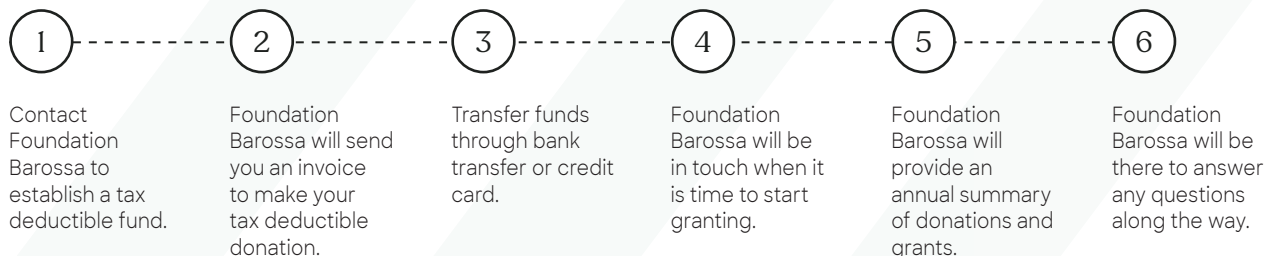 1
2
3
4
5
6
Contact
Foundation
Barossa to
establish a tax
deductible fund.
Foundation
Barossa will send
you an invoice
to make your
tax deductible
donation.
Transfer funds
through bank
transfer or credit
card.
Foundation
Barossa will be
in touch when it
is time to start
granting.
Foundation
Barossa will
provide an
annual summary
of donations and
grants.
Foundation
Barossa will be
there to answer
any questions
along the way.